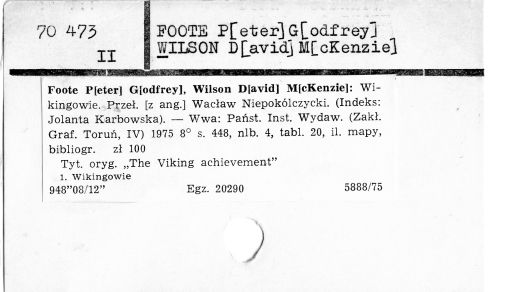 70 473
II
FOOTE P[eter]G[odfrey]
WILSON D[avid] M[cKenzie]
Foote P[eter] G[odfrey], Wilson D[avid] M[cKenzie]: Wi-
kingowie. Przeł. [z ang.] Wacław Niepokólczycki. (Indeks:
Jolanta Karbowska). — Wwa: Państ. Inst. Wydaw. (Zakł.
Graf. Toruń, IV) 1975 8° s. 448, nlb. 4, tabl. 20, il. mapy,
bibliogr. zł 100
Tyt. oryg. „The Viking achievement”
1. Wikingowie
948”08/12” Egz. 20290 5888/75